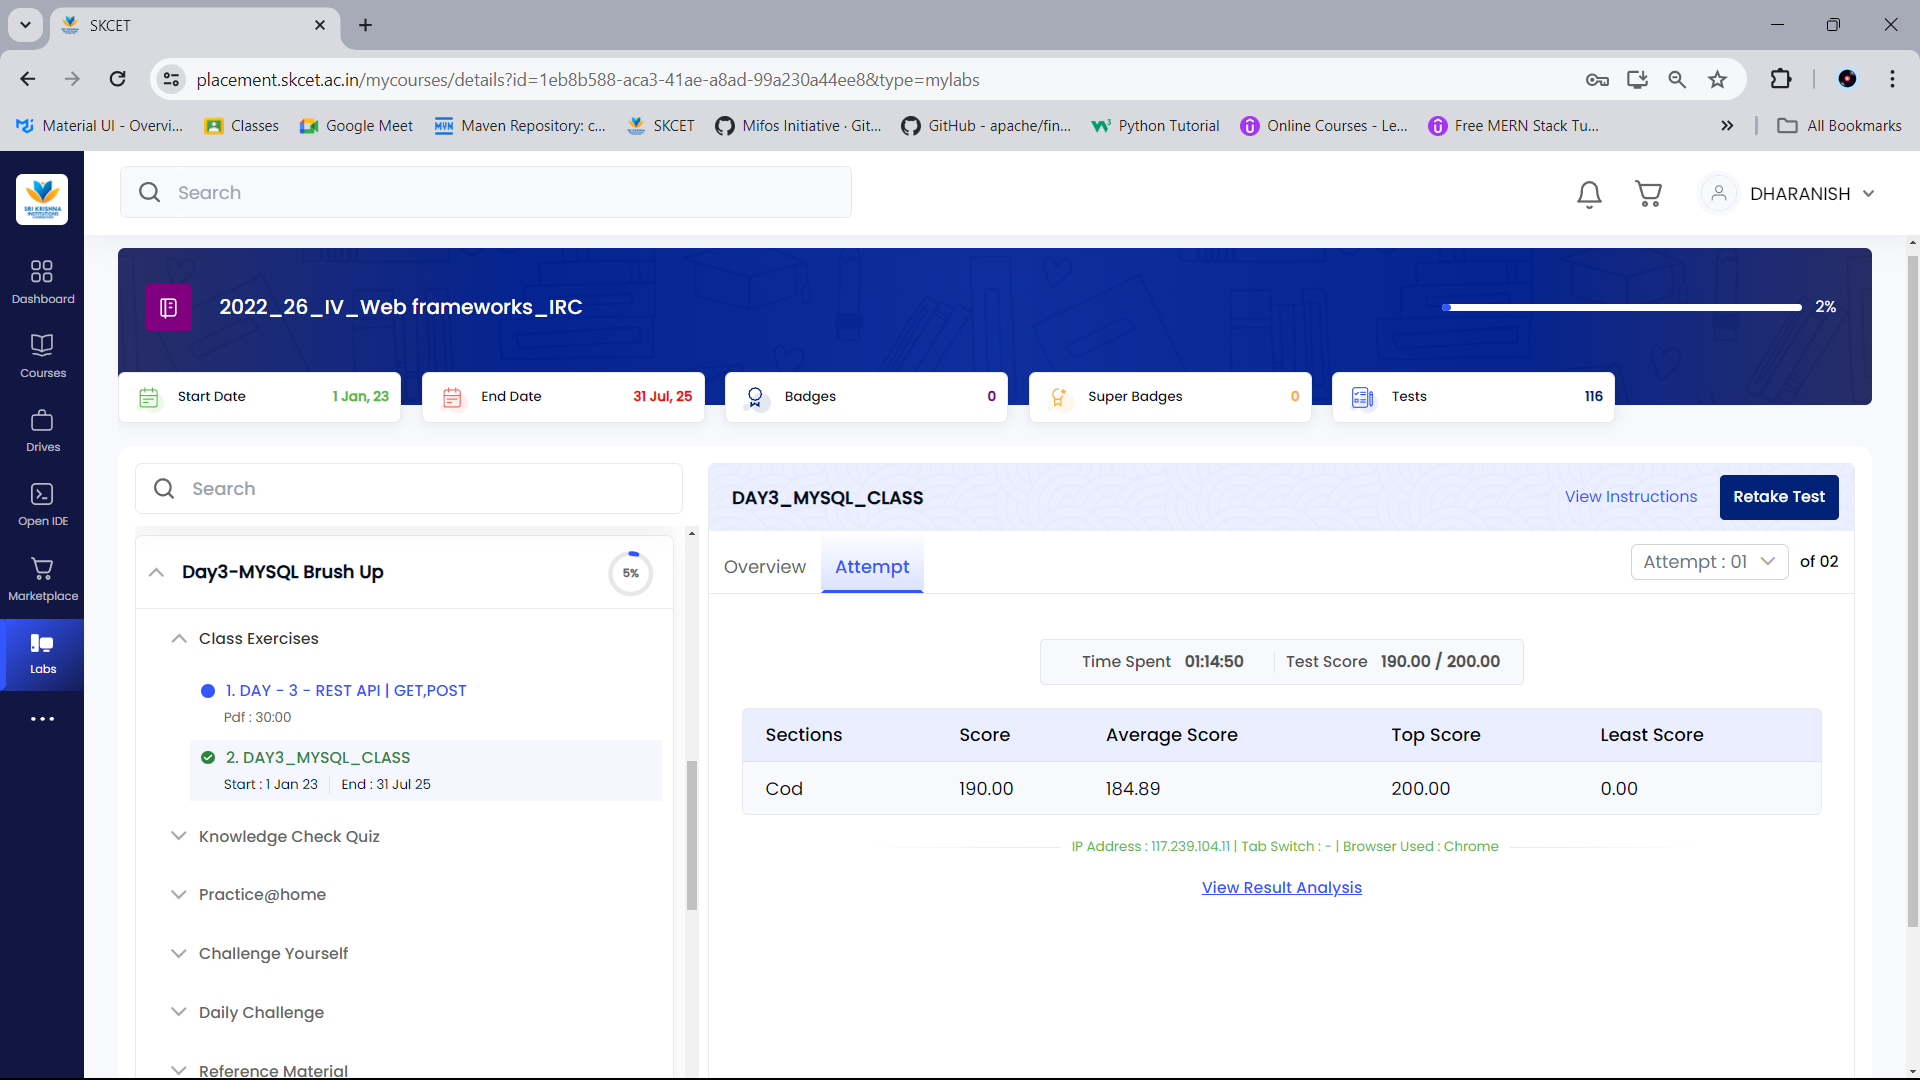 SKCET
placement.skcet.ac.in/mycourses/details?id=1eb8b588-aca3-41ae-a8ad-99a230a44ee8&type=mylabs
Material UI - Overvi...
Classes
Google Meet
Maven Repository: c...
SKCET
Mifos Initiative · Git...
GitHub - apache/fin...
Python Tutorial
Online Courses - Le...
Free MERN Stack Tu...
All Bookmarks
SRI KRISHNA
INSTITUTIONS
Search
DHARANISH
Dashboard
Courses
Drives
Open IDE
Marketplace
Labs
2022_26_IV_Web frameworks_IRC
2%
Start Date 1 Jan, 23
End Date 31 Jul, 25
Badges 0
Super Badges 0
Tests 116
Search
Day3-MYSQL Brush Up
5%
Class Exercises
1. DAY - 3 - REST API | GET,POST
Pdf : 30:00
2. DAY3_MYSQL_CLASS
Start : 1 Jan 23 End : 31 Jul 25
Knowledge Check Quiz
Practice@home
Challenge Yourself
Daily Challenge
Reference Material
DAY3_MYSQL_CLASS
View Instructions
Retake Test
Overview
Attempt
Attempt : 01
of 02
Time Spent 01:14:50 Test Score 190.00 / 200.00
Sections Score Average Score Top Score Least Score
Cod 190.00 184.89 200.00 0.00
IP Address : 117.239.104.11 | Tab Switch : - | Browser Used : Chrome
View Result Analysis